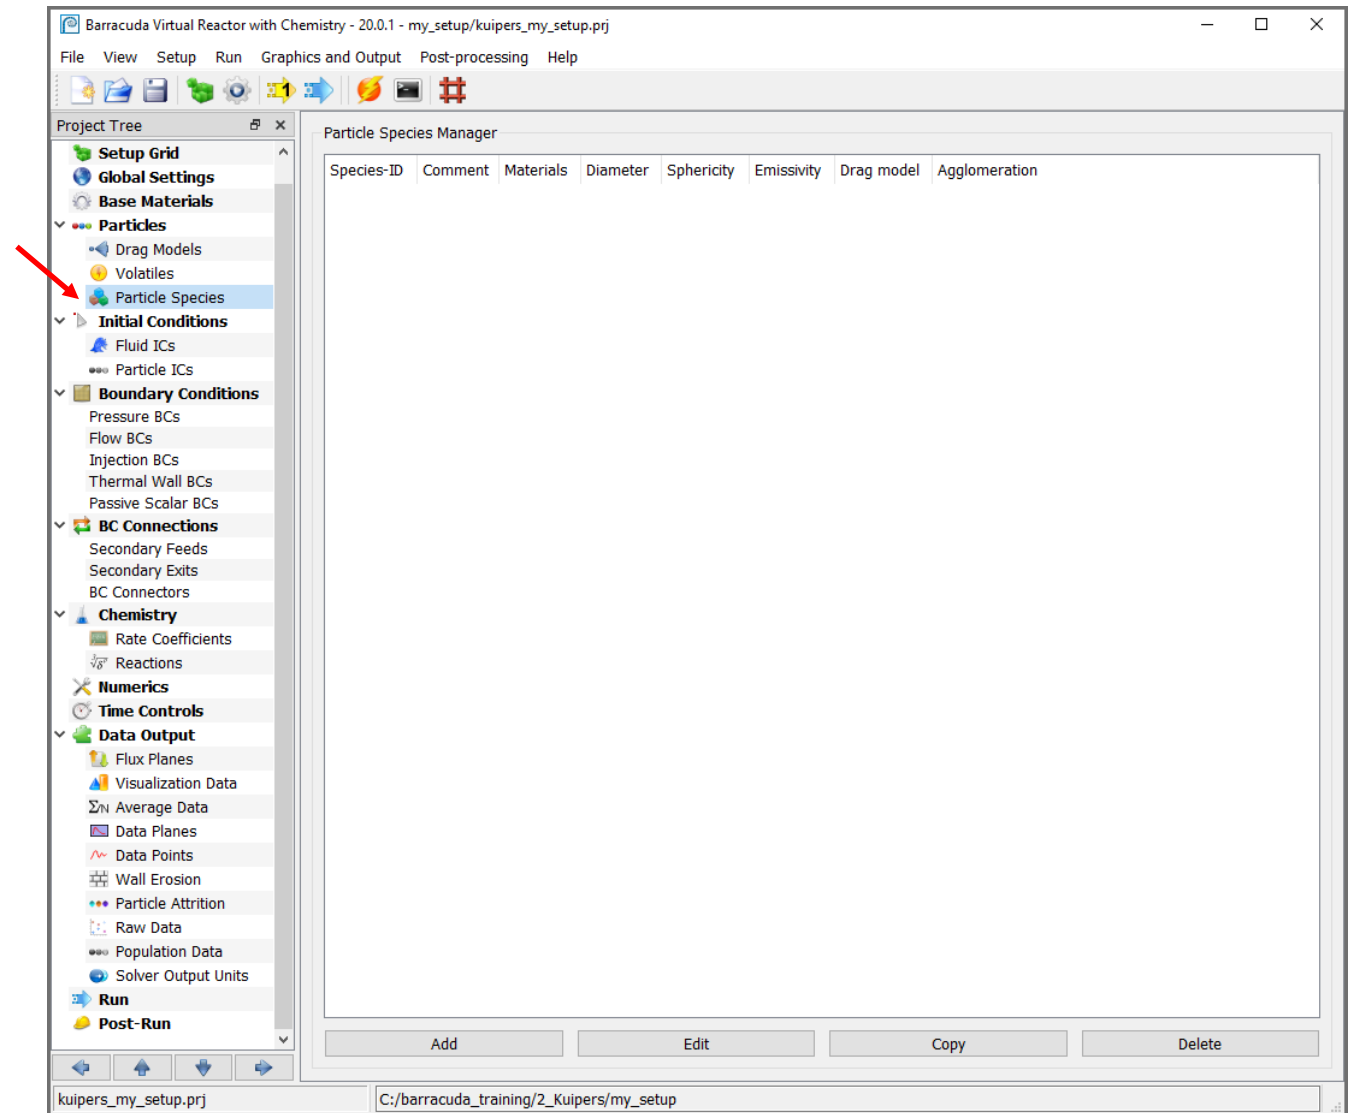 Barracuda Virtual Reactor with Chemistry - 20.0.1 - my_setup/kuipers_my_setup.prj
File View Setup Run Graphics and Output Post-processing Help
1
Project Tree
Setup Grid
Global Settings
Base Materials
Particles
Drag Models
Volatiles
Particle Species
Initial Conditions
Fluid ICs
Particle ICs
Boundary Conditions
Pressure BCs
Flow BCs
Injection BCs
Thermal Wall BCs
Passive Scalar BCs
BC Connections
Secondary Feeds
Secondary Exits
BC Connectors
Chemistry
Rate Coefficients
Reactions
Numerics
Time Controls
Data Output
Flux Planes
Visualization Data
Σ/N Average Data
Data Planes
Data Points
Wall Erosion
Particle Attrition
Raw Data
Population Data
Solver Output Units
Run
Post-Run
Particle Species Manager
Species-ID Comment Materials Diameter Sphericity Emissivity Drag model Agglomeration
Add Edit Copy Delete
kuipers_my_setup.prj C:/barracuda_training/2_Kuipers/my_setup